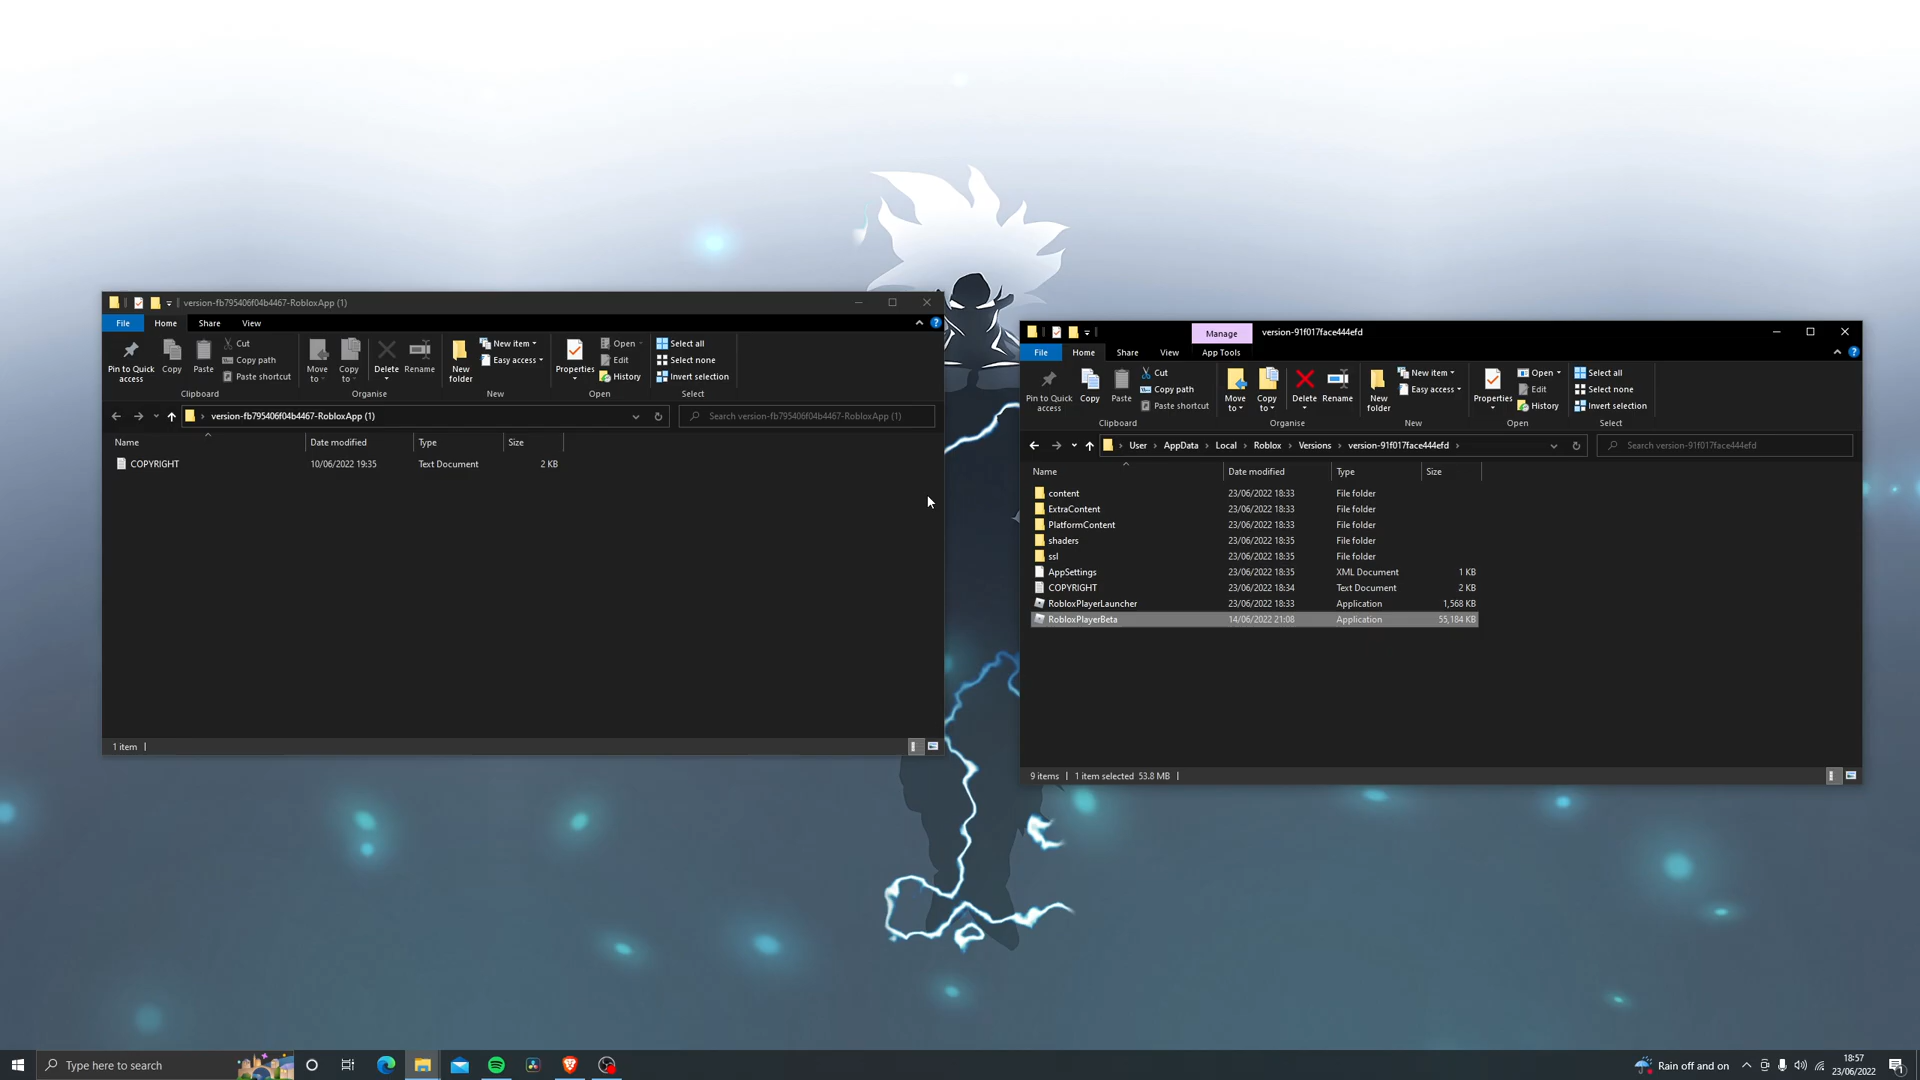 version-fb795406f04b4467-RobloxApp (1)
File Home Share View
Pin to Quick access
Copy
Paste
Cut
Copy path
Paste shortcut
Clipboard
Move to
Copy to
Delete
Rename
Organise
New folder
New item
Easy access
New
Properties
Open
Edit
History
Open
Select all
Select none
Invert selection
Select
version-fb795406f04b4467-RobloxApp (1)
Search version-fb795406f04b4467-RobloxApp (1)
Name Date modified Type Size
COPYRIGHT 10/06/2022 19:35 Text Document 2 KB
1 item
Manage version-91f017face444efd
File Home Share View App Tools
Pin to Quick access
Copy
Paste
Cut
Copy path
Paste shortcut
Clipboard
Move to
Copy to
Delete
Rename
Organise
New folder
New item
Easy access
New
Properties
Open
Edit
History
Open
Select all
Select none
Invert selection
Select
User AppData Local Roblox Versions version-91f017face444efd
Search version-91f017face444efd
Name Date modified Type Size
content 23/06/2022 18:33 File folder
ExtraContent 23/06/2022 18:33 File folder
PlatformContent 23/06/2022 18:33 File folder
shaders 23/06/2022 18:35 File folder
ssl 23/06/2022 18:35 File folder
AppSettings 23/06/2022 18:35 XML Document 1 KB
COPYRIGHT 23/06/2022 18:34 Text Document 2 KB
RobloxPlayerLauncher 23/06/2022 18:33 Application 1,568 KB
RobloxPlayerBeta 14/06/2022 21:08 Application 55,184 KB
9 items 1 item selected 53.8 MB
Type here to search
Rain off and on
18:57
23/06/2022
1